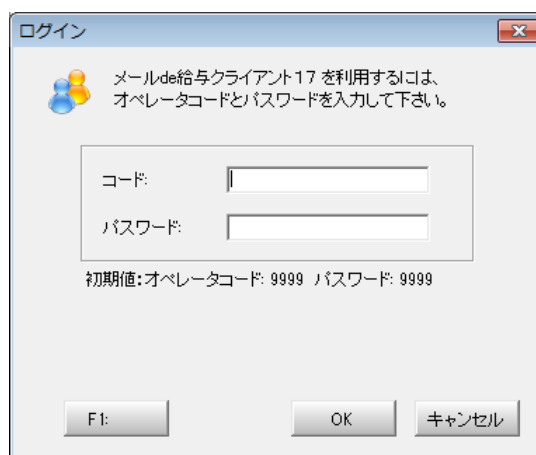 ログイン
メールde給与クライアント17 を利用するには、
オペレータコードとパスワードを入力して下さい。
コード:
パスワード:
初期値:オペレータコード: 9999 パスワード: 9999
F1:
OK
キャンセル